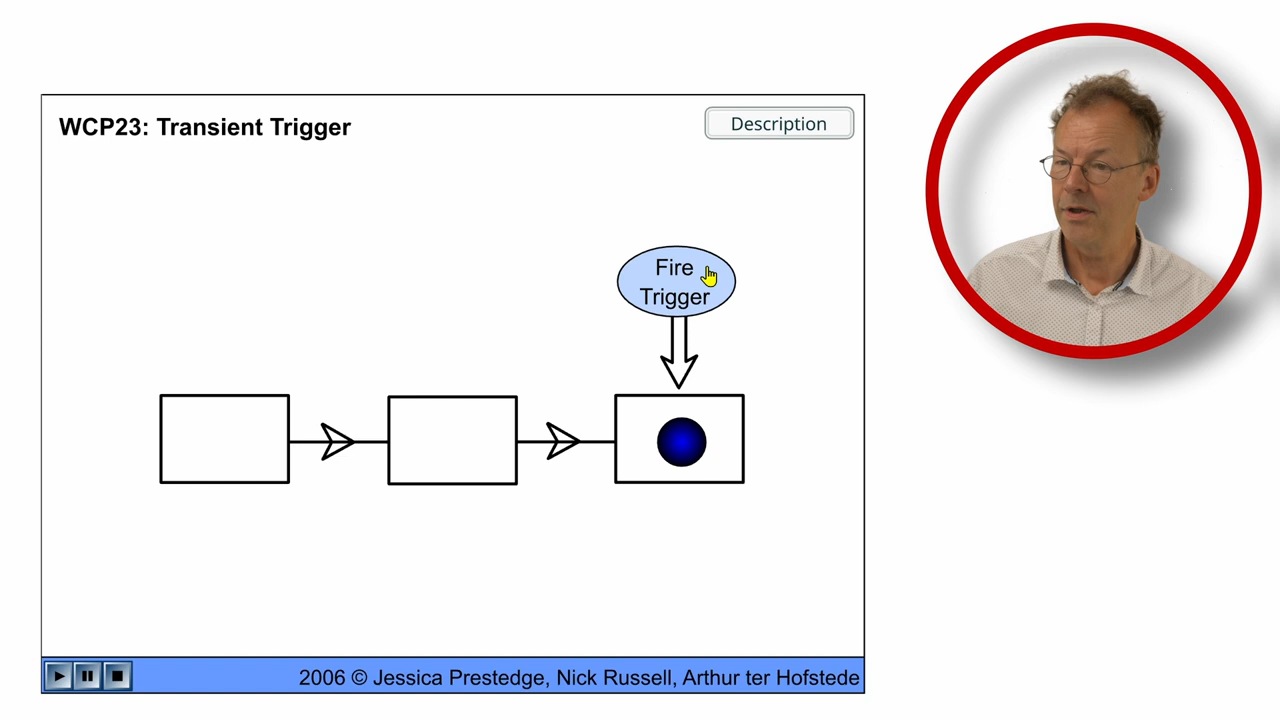 WCP23: Transient Trigger
Description
Fire
Trigger
2006 © Jessica Prestedge, Nick Russell, Arthur ter Hofstede